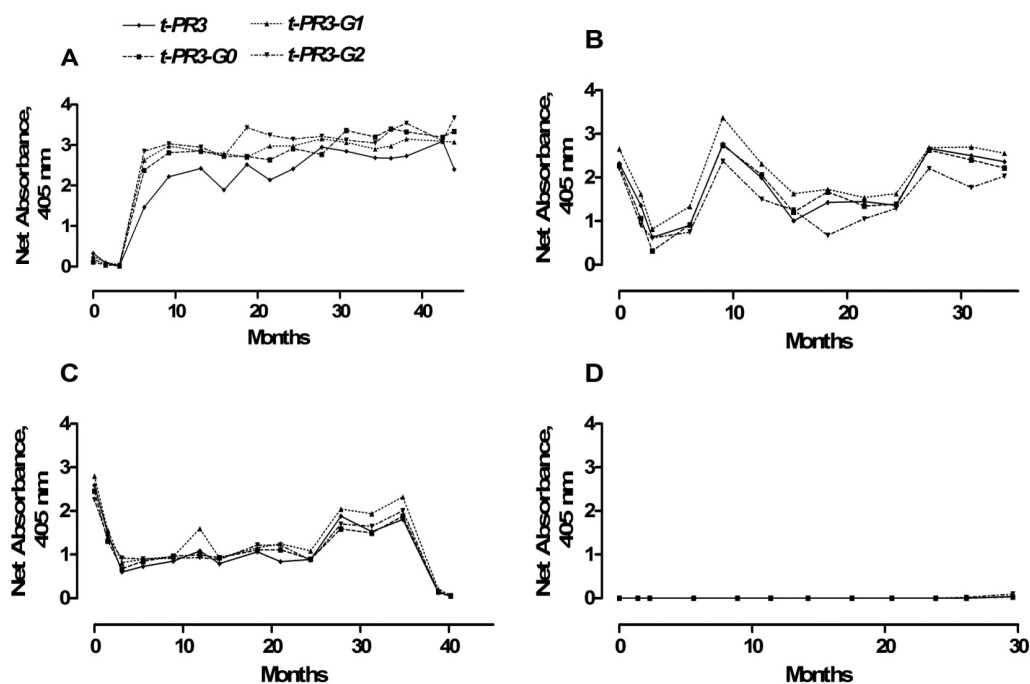 t-PR3 t-PR3-G1
t-PR3-G0 t-PR3-G2
A
Net Absorbance,
405 nm
4
3
2
1
0
0 10 20 30 40
Months
B
Net Absorbance,
405 nm
4
3
2
1
0
0 10 20 30
Months
C
Net Absorbance,
405 nm
4
3
2
1
0
0 10 20 30 40
Months
D
Net Absorbance,
405 nm
4
3
2
1
0
0 10 20 30
Months